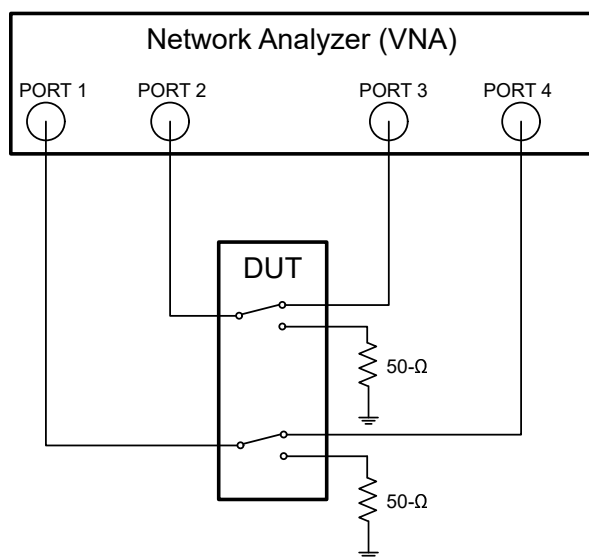 Network Analyzer (VNA)
PORT 1 PORT 2 PORT 3 PORT 4
DUT
50-Ω
50-Ω